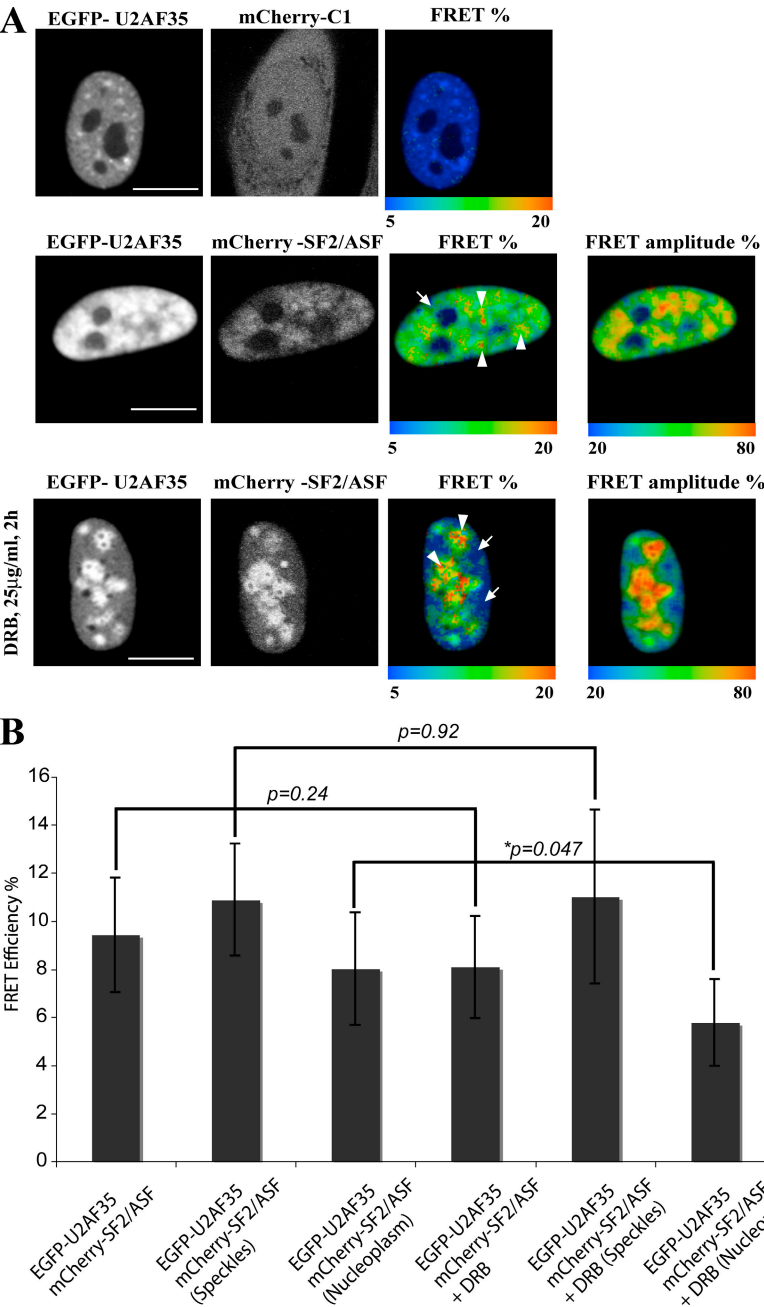 A
EGFP- U2AF35 mCherry-C1 FRET %
5 20
EGFP-U2AF35 mCherry -SF2/ASF FRET % FRET amplitude %
5 20 20 80
DRB, 25µg/ml, 2h
EGFP- U2AF35 mCherry -SF2/ASF FRET % FRET amplitude %
5 20 20 80
B
p=0.92
p=0.24
*p=0.047
FRET Efficiency %
16
14
12
10
8
6
4
2
0
EGFP-U2AF35
mCherry-SF2/ASF
EGFP-U2AF35
mCherry-SF2/ASF
(Speckles)
EGFP-U2AF35
mCherry-SF2/ASF
(Nucleoplasm)
EGFP-U2AF35
mCherry-SF2/ASF
+ DRB
EGFP-U2AF35
mCherry-SF2/ASF
+ DRB (Speckles)
EGFP-U2AF35
mCherry-SF2/ASF
+ DRB